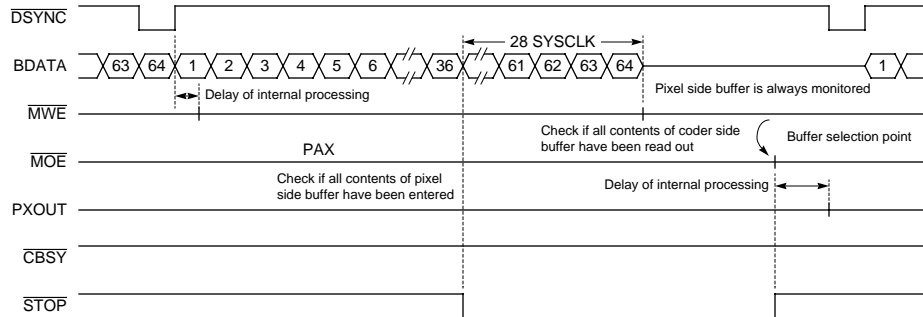 DSYNC
28 SYSCLK
BDATA 63 64 1 2 3 4 5 6 36 61 62 63 64 1
Delay of internal processing
Pixel side buffer is always monitored
MWE
Check if all contents of coder side
buffer have been read out
Buffer selection point
PAX
MOE
Check if all contents of pixel
side buffer have been entered
Delay of internal processing
PXOUT
CBSY
STOP